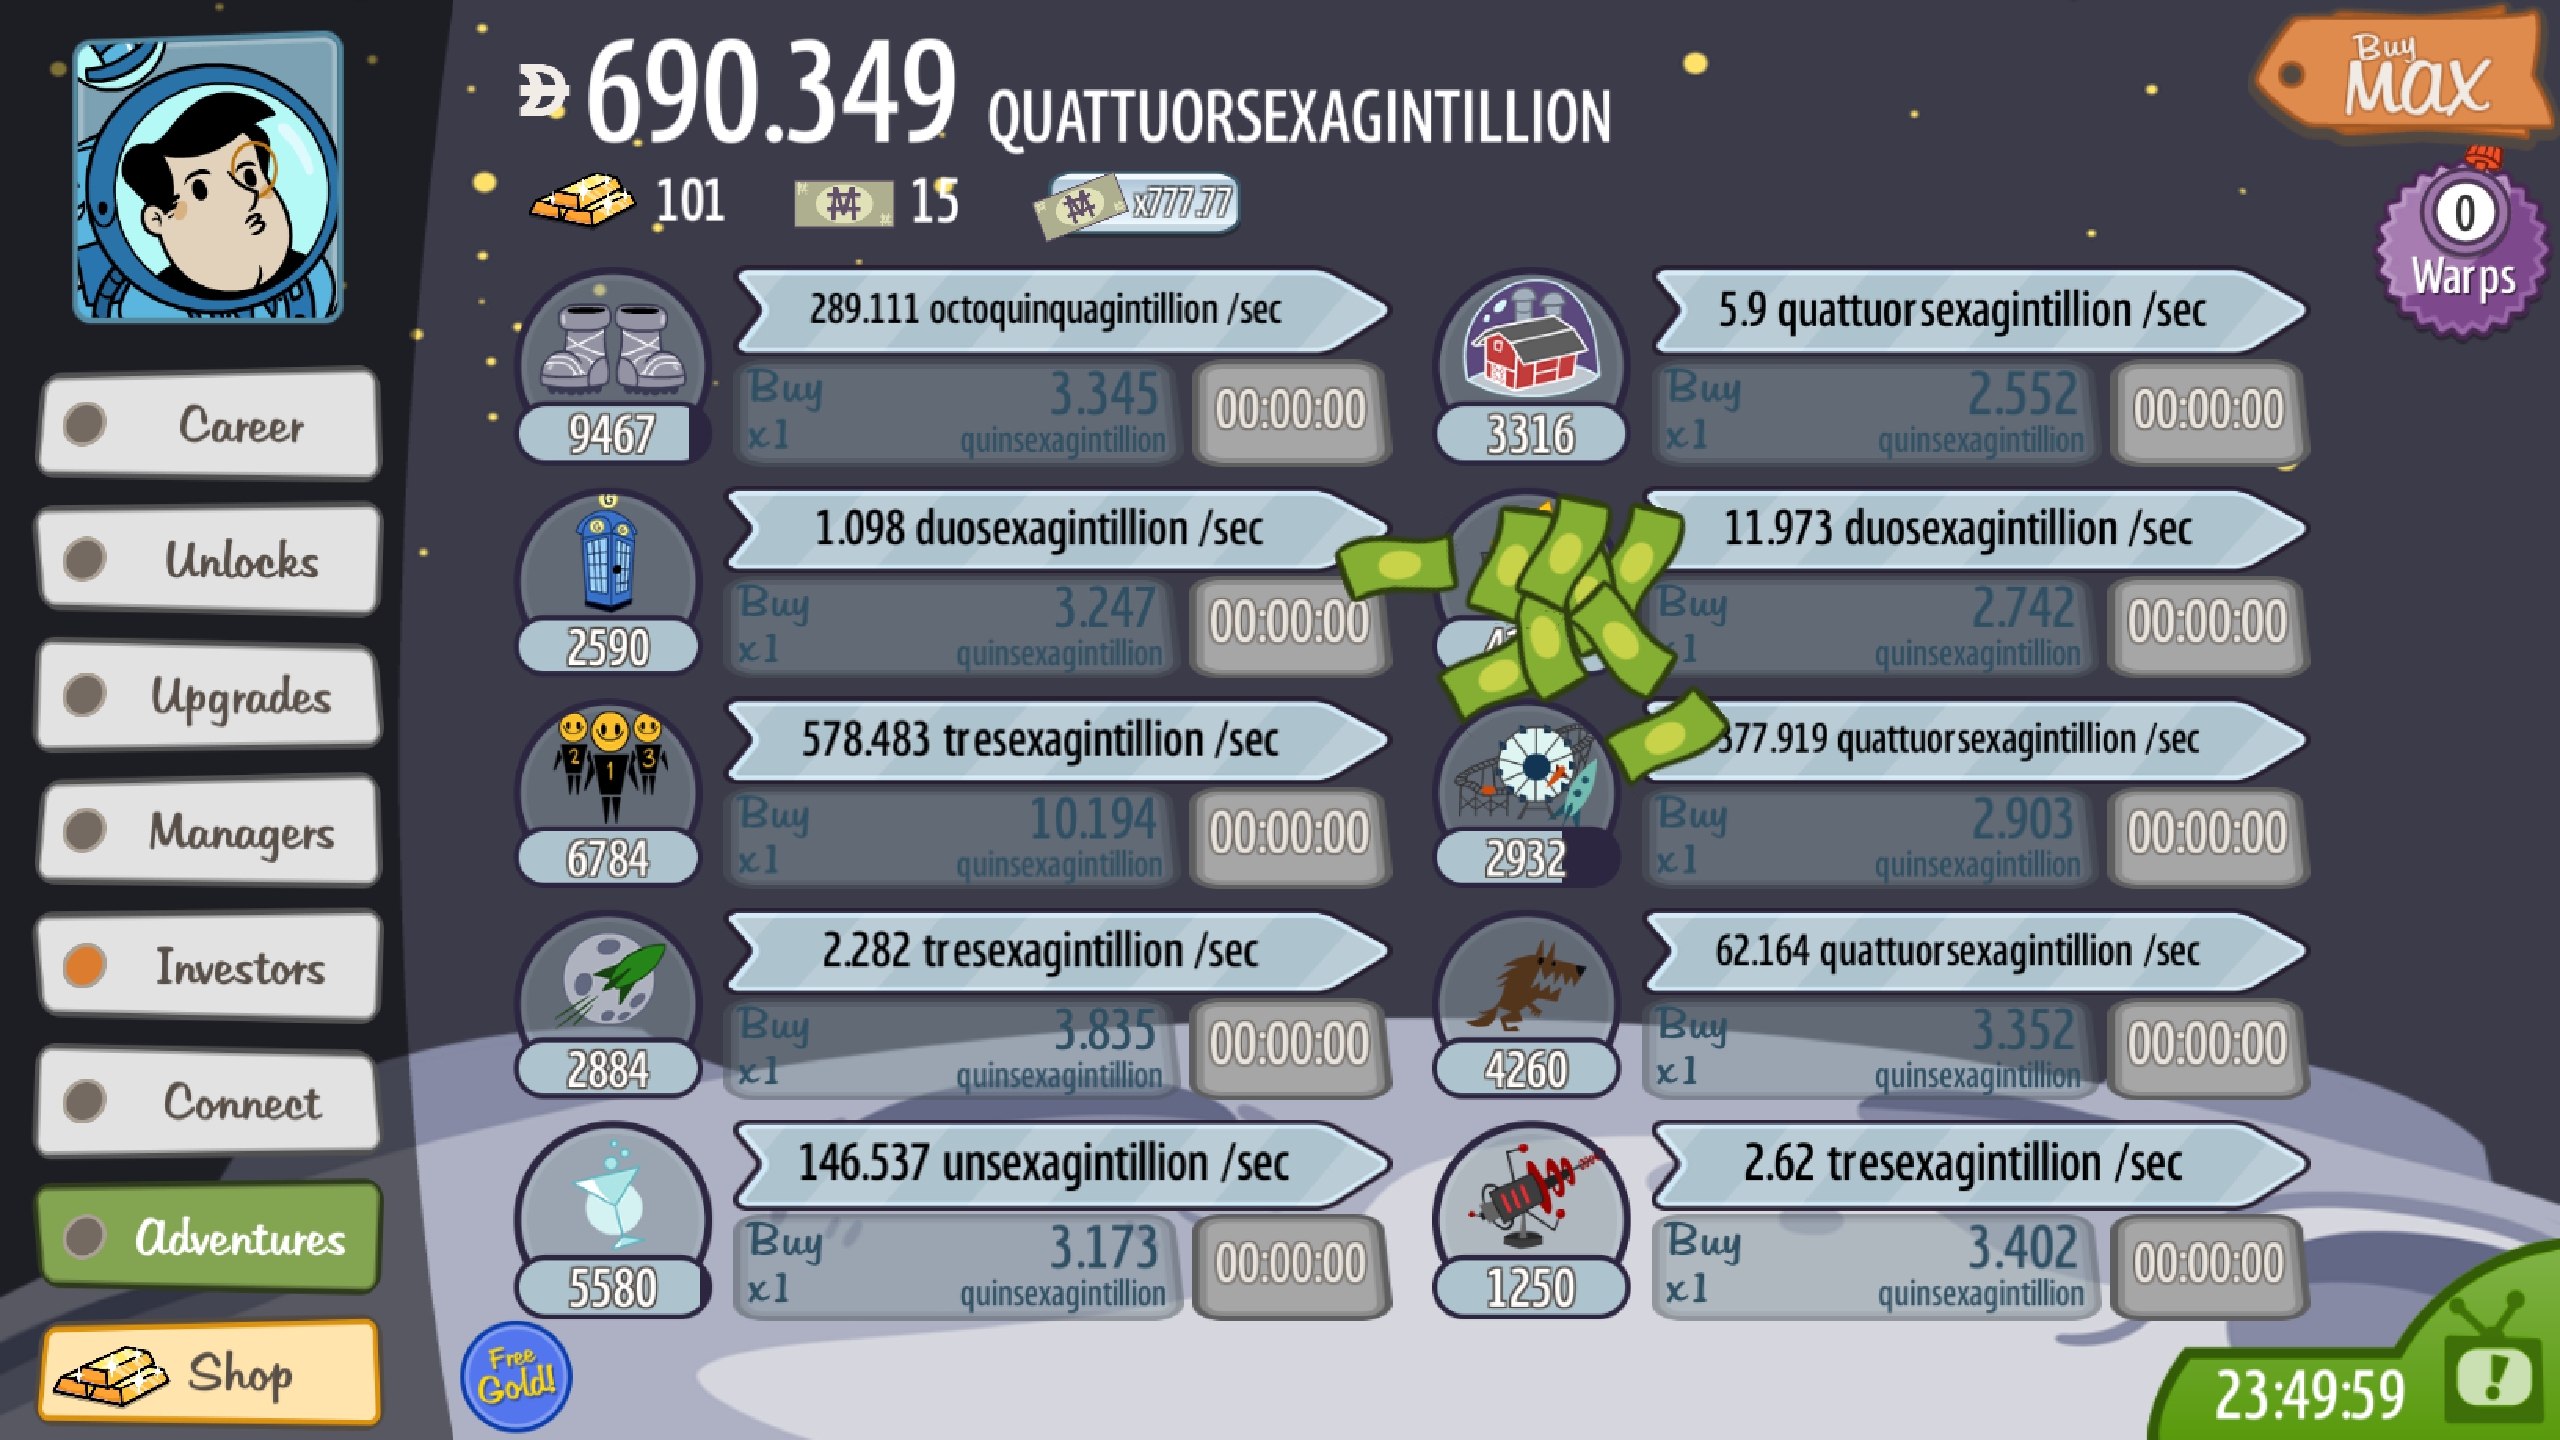 690.349 QUATTUORSEXAGINTILLION
Buy
MAX
101 15 x777.77
0
Warps
Career
Unlocks
Upgrades
Managers
Investors
Connect
Adventures
Shop
289.111 octoquinquagintillion /sec
Buy 3.345
x1 quinsexagintillion
00:00:00
9467
5.9 quattuorsexagintillion /sec
Buy 2.552
x1 quinsexagintillion
00:00:00
3316
1.098 duosexagintillion /sec
Buy 3.247
x1 quinsexagintillion
00:00:00
2590
11.973 duosexagintillion /sec
Buy 2.742
x1 quinsexagintillion
00:00:00
578.483 tresexagintillion /sec
2 1 3
Buy 10.194
x1 quinsexagintillion
00:00:00
6784
377.919 quattuorsexagintillion /sec
Buy 2.903
x1 quinsexagintillion
00:00:00
2932
2.282 tresexagintillion /sec
Buy 3.835
x1 quinsexagintillion
00:00:00
2884
62.164 quattuorsexagintillion /sec
Buy 3.352
x1 quinsexagintillion
00:00:00
4260
146.537 unsexagintillion /sec
Buy 3.173
x1 quinsexagintillion
00:00:00
5580
2.62 tresexagintillion /sec
Buy 3.402
x1 quinsexagintillion
00:00:00
1250
Free
Gold!
23:49:59
!